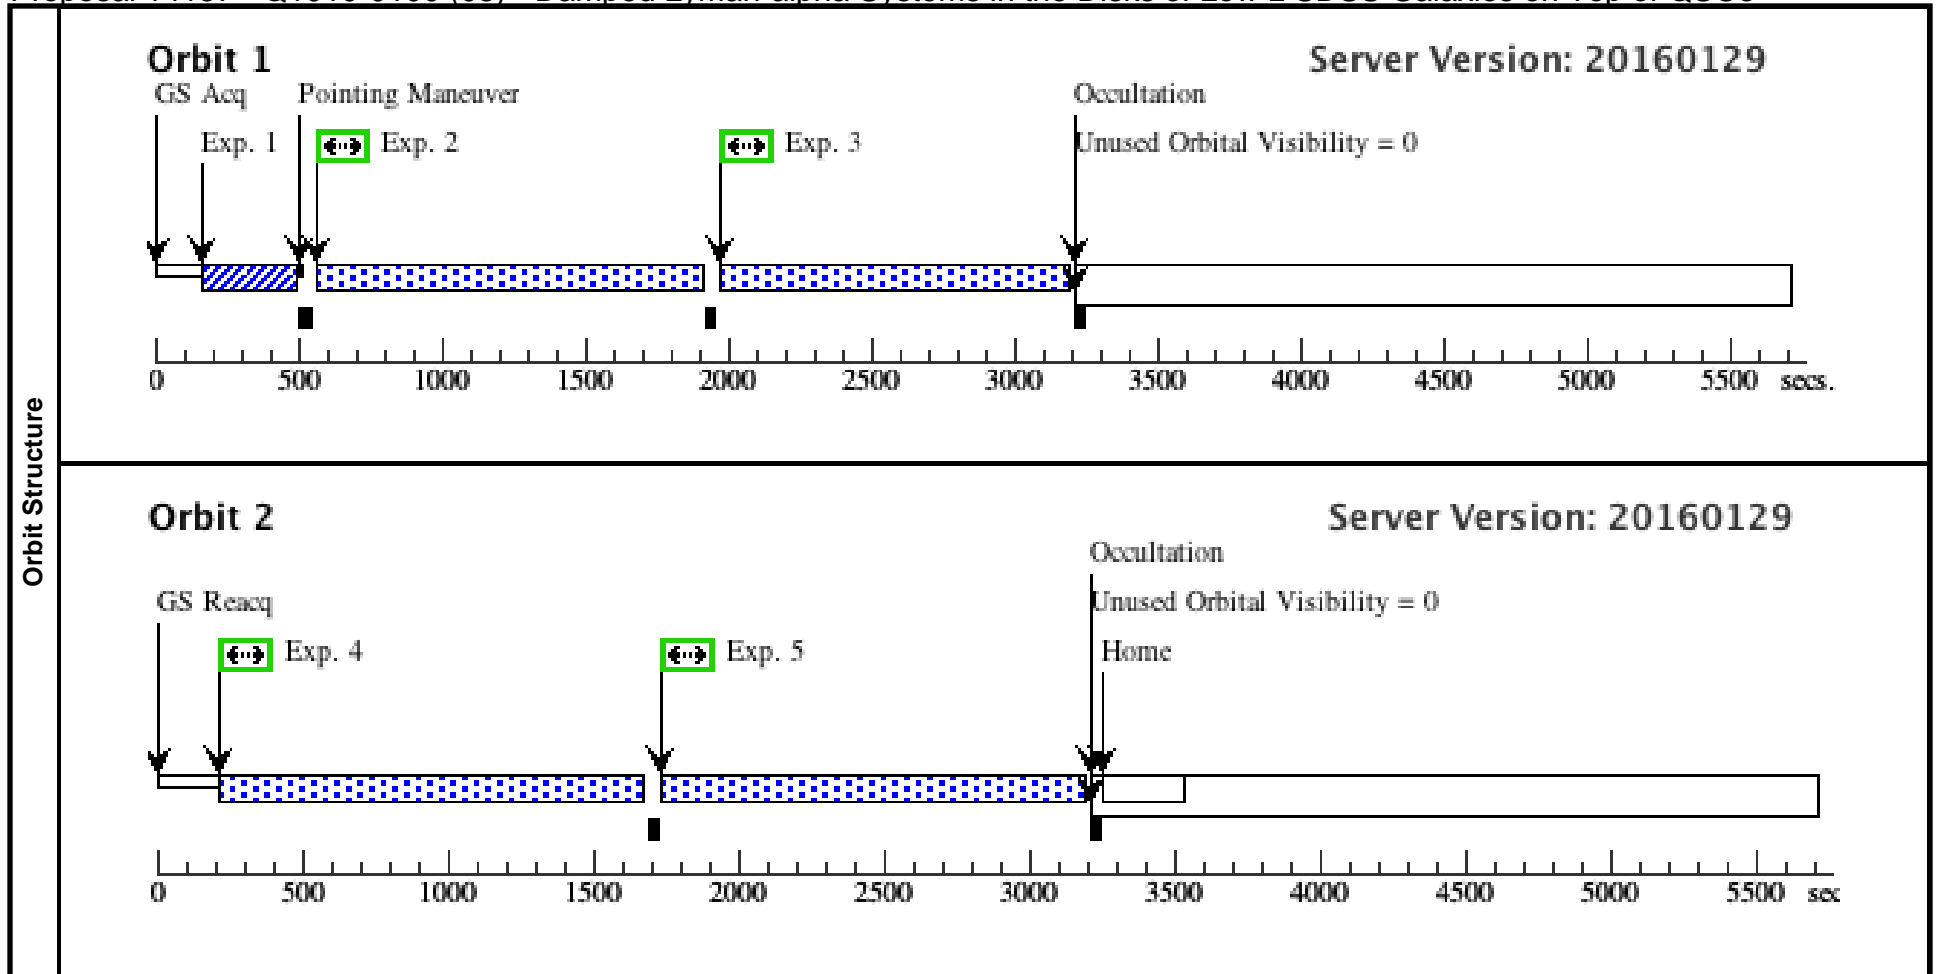 Orbit Structure
Orbit 1
Server Version: 20160129
GS Acq Pointing Maneuver Occultation
Exp. 1 Exp. 2 Exp. 3 Unused Orbital Visibility = 0
0 500 1000 1500 2000 2500 3000 3500 4000 4500 5000 5500 secs.
Orbit 2
Server Version: 20160129
Occultation
GS Reacq Unused Orbital Visibility = 0
Exp. 4 Exp. 5 Home
0 500 1000 1500 2000 2500 3000 3500 4000 4500 5000 5500 sec